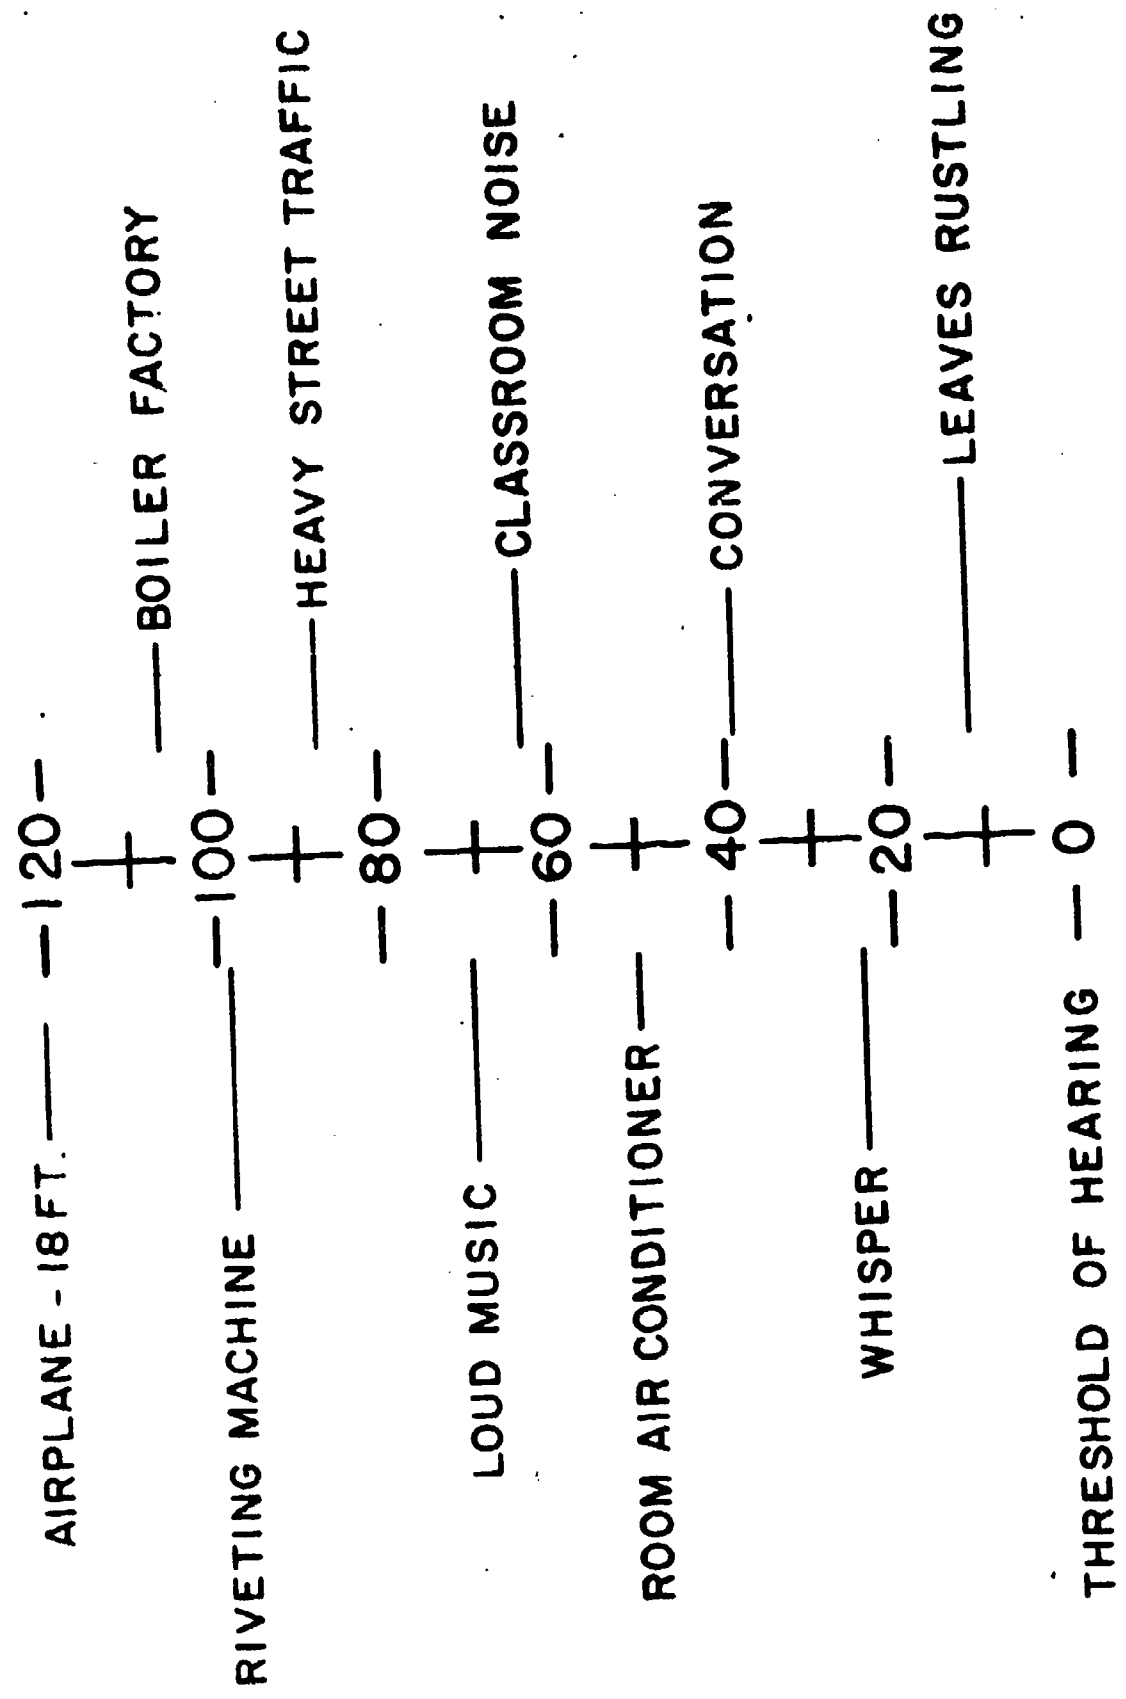 AIRPLANE - 18 FT. — –120–
BOILER FACTORY
–100–
RIVETING MACHINE
HEAVY STREET TRAFFIC
–80–
LOUD MUSIC
CLASSROOM NOISE
–60–
ROOM AIR CONDITIONER
–40– CONVERSATION
WHISPER
–20–
LEAVES RUSTLING
THRESHOLD OF HEARING – 0 –